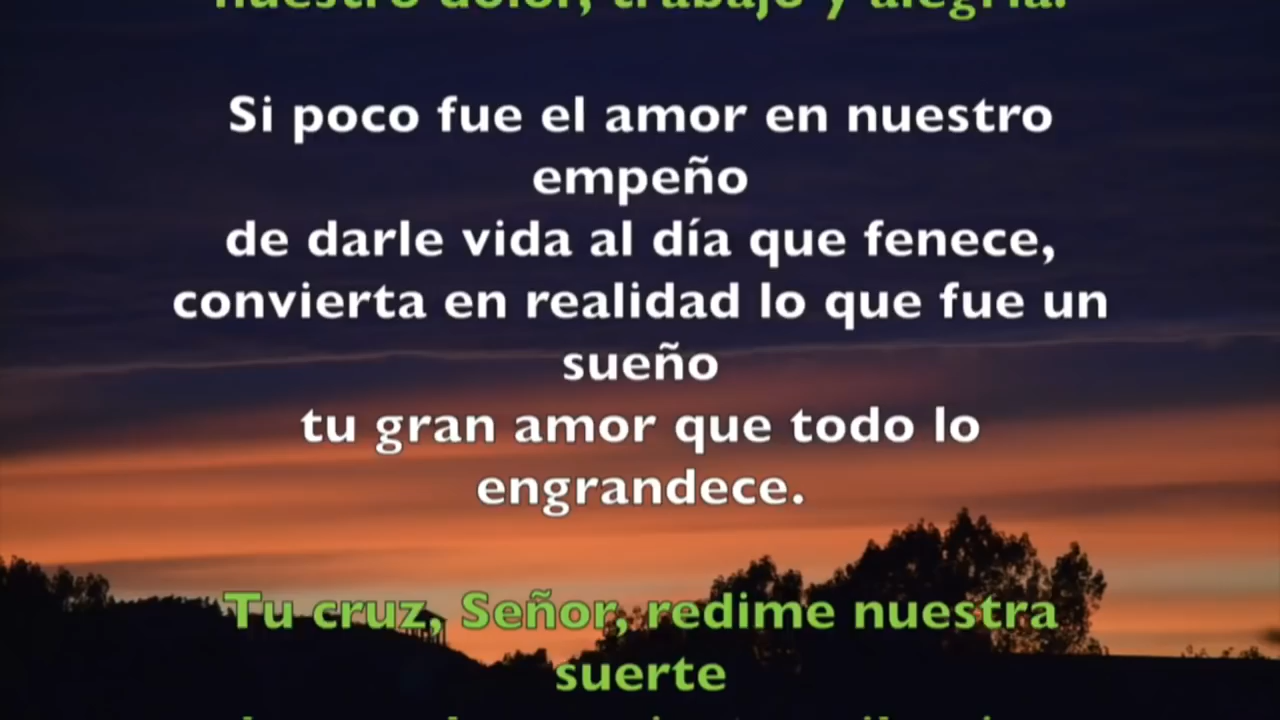 nuestro dolor, trabajo y alegría.
Si poco fue el amor en nuestro
empeño
de darle vida al día que fenece,
convierta en realidad lo que fue un
sueño
tu gran amor que todo lo
engrandece.
Tu cruz, Señor, redime nuestra
suerte